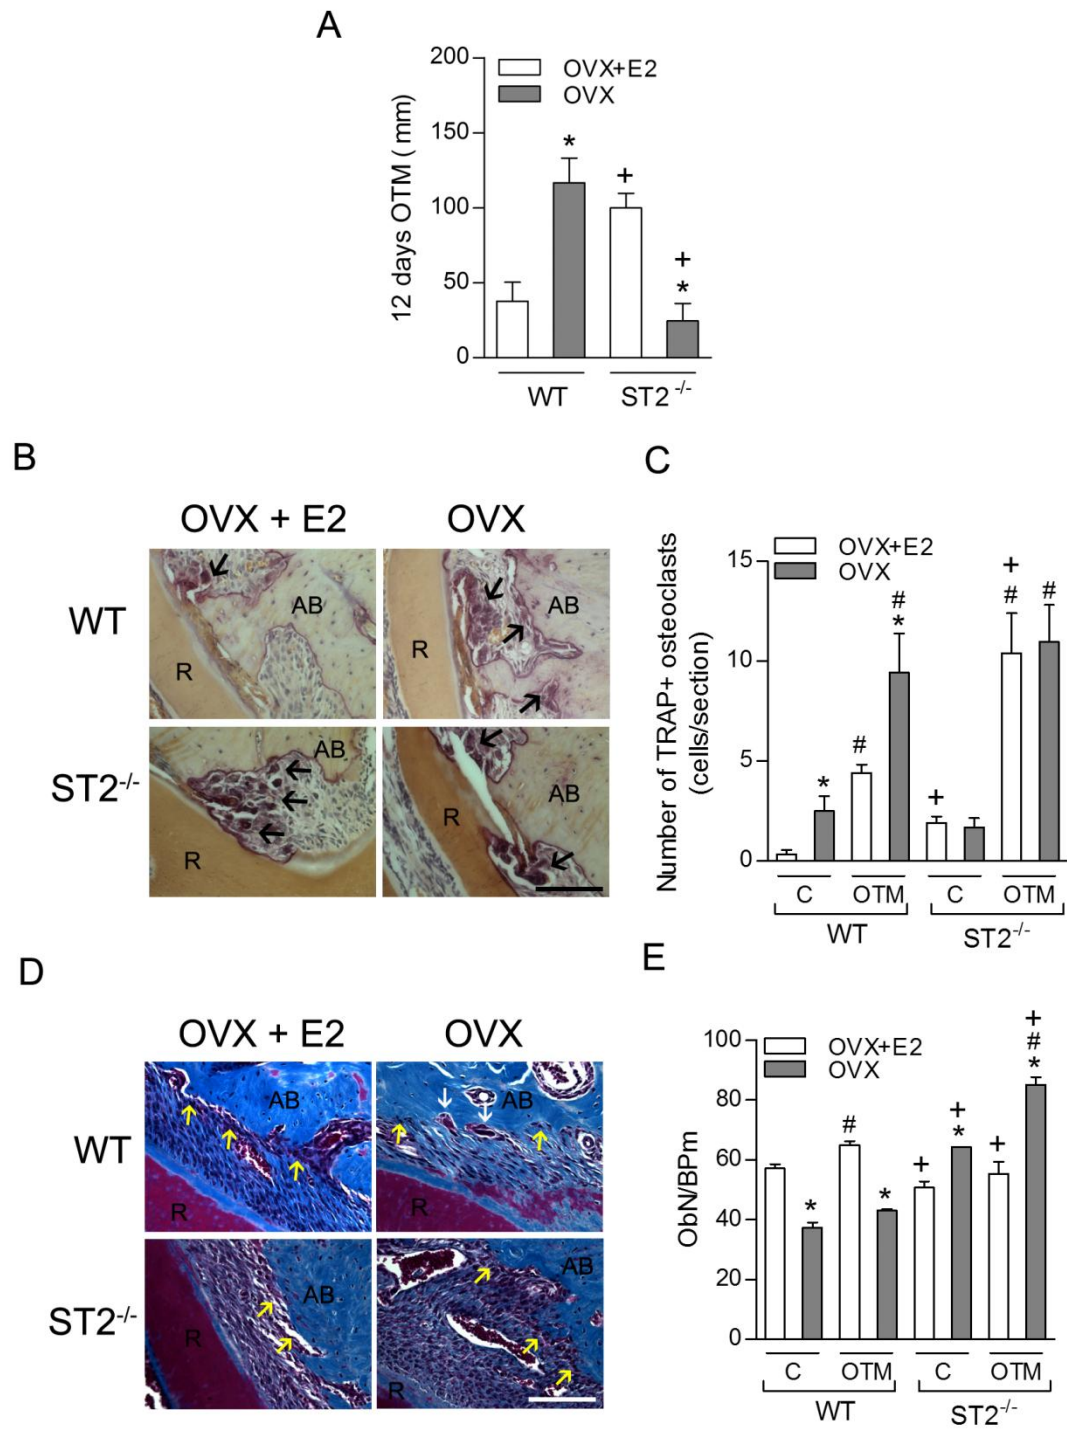 A
200
150
100
50
0
12 days OTM ( mm)
OVX+E2
OVX
*
+
+
*
WT
ST2 -/-
B
OVX + E2
OVX
WT
ST2-/-
AB
R
AB
R
AB
R
AB
R
C
15
10
5
0
Number of TRAP+ osteoclasts
(cells/section)
OVX+E2
OVX
*
#
#
*
+
+
#
#
C
OTM
C
OTM
WT
ST2-/-
D
OVX + E2
OVX
WT
ST2-/-
AB
R
AB
R
AB
R
AB
R
E
100
80
60
40
20
0
ObN/BPm
OVX+E2
OVX
*
#
*
+
+
*
+
+
#
*
C
OTM
C
OTM
WT
ST2-/-